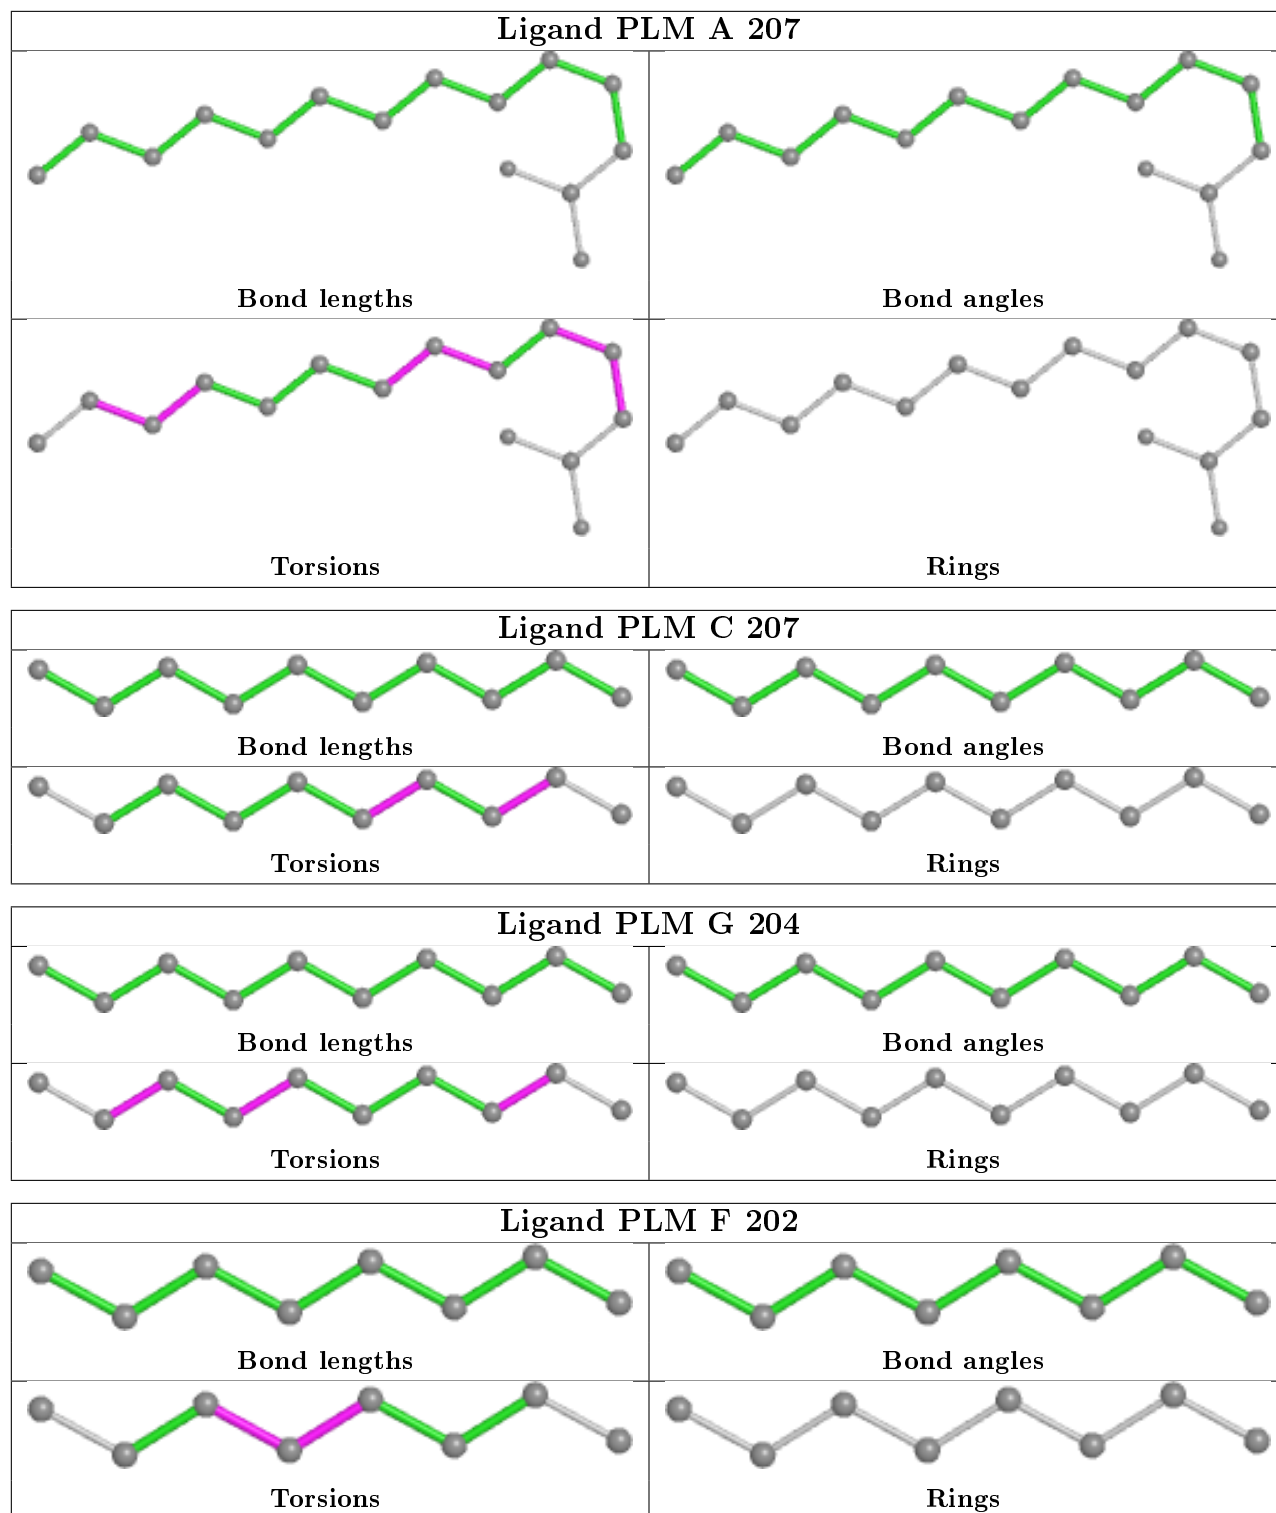 Ligand PLM A 207
Bond lengths
Bond angles
Torsions
Rings
Ligand PLM C 207
Bond lengths
Bond angles
Torsions
Rings
Ligand PLM G 204
Bond lengths
Bond angles
Torsions
Rings
Ligand PLM F 202
Bond lengths
Bond angles
Torsions
Rings